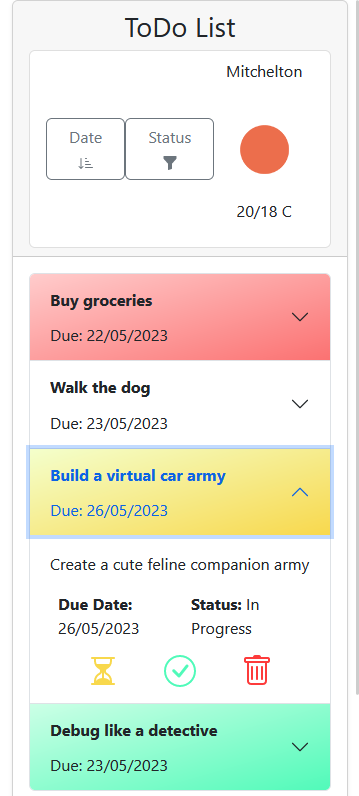 ToDo List
Mitchelton
Date
Status
20/18 C
Buy groceries
Due: 22/05/2023
Walk the dog
Due: 23/05/2023
Build a virtual car army
Due: 26/05/2023
Create a cute feline companion army
Due Date:
26/05/2023
Status: In
Progress
Debug like a detective
Due: 23/05/2023